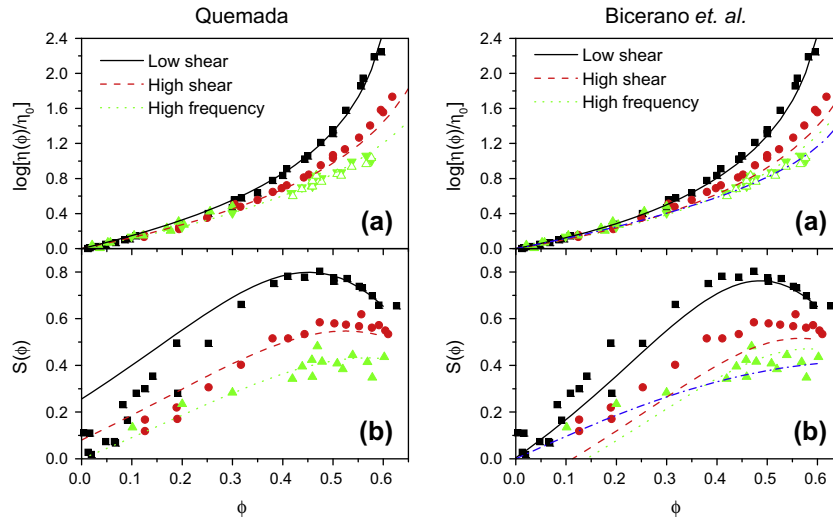 Quemada
Bicerano et. al.
2.4
2.0
1.6
1.2
0.8
0.4
0.0
log[η(ϕ)/η0]
Low shear
High shear
High frequency
(a)
2.4
2.0
1.6
1.2
0.8
0.4
0.0
log[η(ϕ)/η0]
Low shear
High shear
High frequency
(a)
0.8
0.6
0.4
0.2
0.0
S(ϕ)
(b)
0.0 0.1 0.2 0.3 0.4 0.5 0.6
ϕ
0.8
0.6
0.4
0.2
0.0
S(ϕ)
(b)
0.0 0.1 0.2 0.3 0.4 0.5 0.6
ϕ